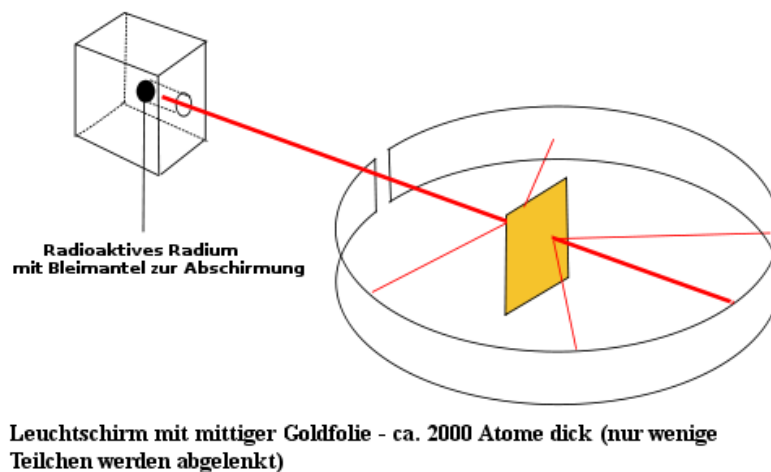 Radioaktives Radium
mit Bleimantel zur Abschirmung
Leuchtschirm mit mittiger Goldfolie - ca. 2000 Atome dick (nur wenige
Teilchen werden abgelenkt)